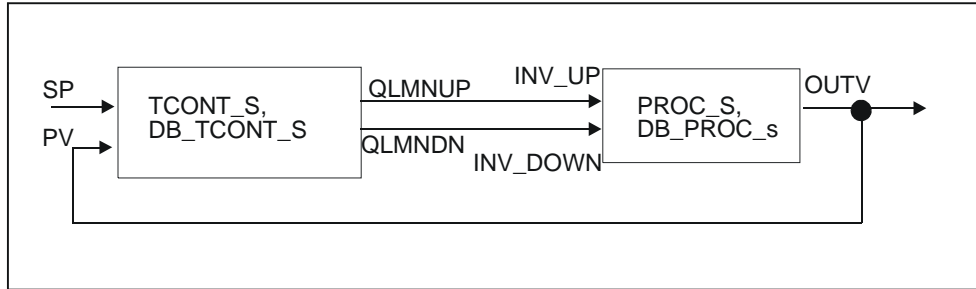 SP
PV
TCONT_S,
DB_TCONT_S
QLMNUP
QLMNDN
INV_UP
INV_DOWN
PROC_S,
DB_PROC_s
OUTV